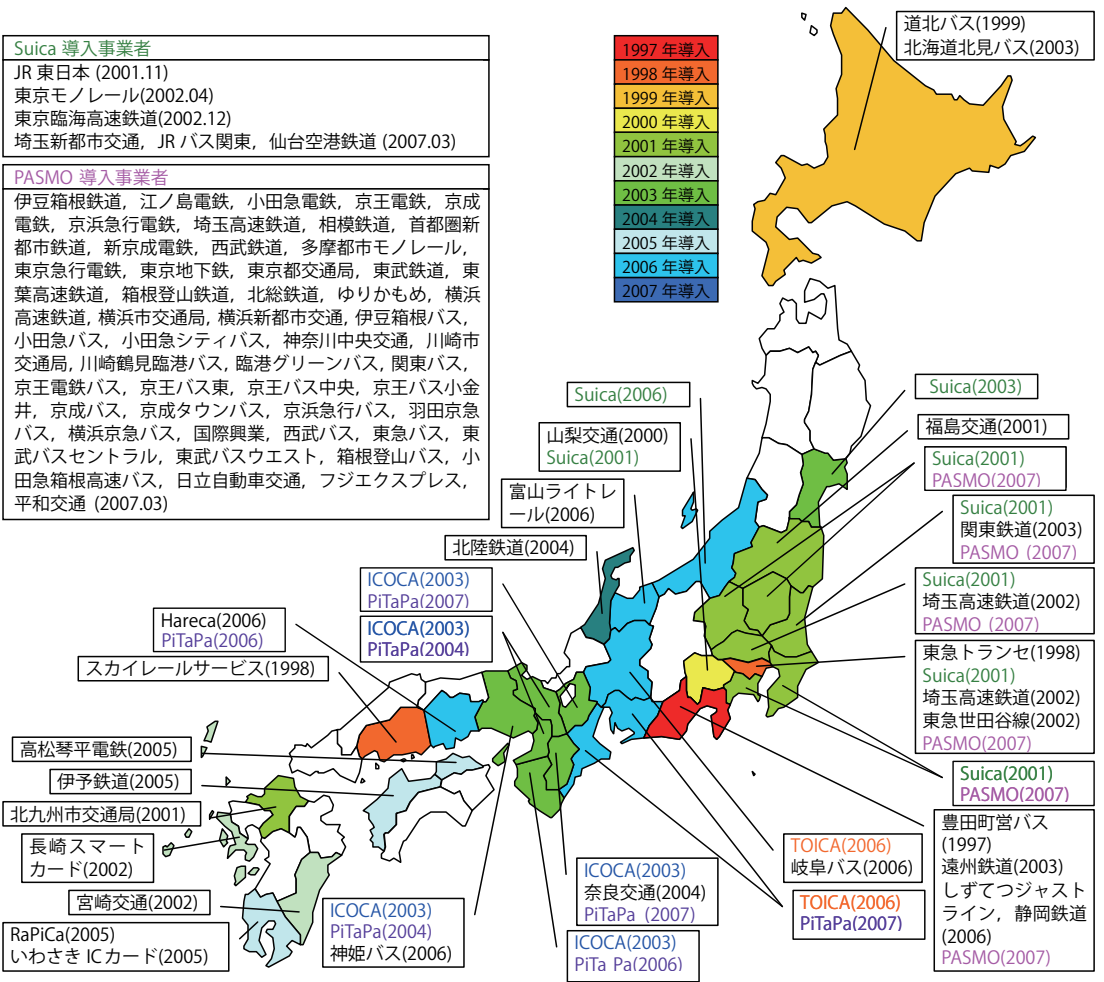 Suica 導入事業者
JR 東日本 (2001.11)
東京モノレール(2002.04)
東京臨海高速鉄道(2002.12)
埼玉新都市交通，JR バス関東，仙台空港鉄道 (2007.03)
PASMO 導入事業者
伊豆箱根鉄道，江ノ島電鉄，小田急電鉄，京王電鉄，京成
電鉄，京浜急行電鉄，埼玉高速鉄道，相模鉄道，首都圏新
都市鉄道，新京成電鉄，西武鉄道，多摩都市モノレール，
東京急行電鉄，東京地下鉄，東京都交通局，東武鉄道，東
葉高速鉄道，箱根登山鉄道，北総鉄道，ゆりかもめ，横浜
高速鉄道，横浜市交通局，横浜新都市交通，伊豆箱根バス，
小田急バス，小田急シティバス，神奈川中央交通，川崎市
交通局，川崎鶴見臨港バス，臨港グリーンバス，関東バス，
京王電鉄バス，京王バス東，京王バス中央，京王バス小金
井，京成バス，京成タウンバス，京浜急行バス，羽田京急
バス，横浜京急バス，国際興業，西武バス，東急バス，東
武バスセントラル，東武バスウエスト，箱根登山バス，小
田急箱根高速バス，日立自動車交通，フジエクスプレス，
平和交通 (2007.03)
1997 年導入
1998 年導入
1999 年導入
2000 年導入
2001 年導入
2002 年導入
2003 年導入
2004 年導入
2005 年導入
2006 年導入
2007 年導入
道北バス(1999)
北海道北見バス(2003)
Suica(2006)
山梨交通(2000)
Suica(2001)
富山ライトレ
ール(2006)
北陸鉄道(2004)
ICOCA(2003)
PiTaPa(2007)
ICOCA(2003)
PiTaPa(2004)
Hareca(2006)
PiTaPa(2006)
スカイレールサービス(1998)
高松琴平電鉄(2005)
伊予鉄道(2005)
北九州市交通局(2001)
長崎スマート
カード(2002)
宮崎交通(2002)
RaPiCa(2005)
いわさき IC カード(2005)
ICOCA(2003)
PiTaPa(2004)
神姫バス(2006)
ICOCA(2003)
奈良交通(2004)
PiTaPa (2007)
ICOCA(2003)
PiTa Pa(2006)
Suica(2003)
福島交通(2001)
Suica(2001)
PASMO(2007)
Suica(2001)
関東鉄道(2003)
PASMO (2007)
Suica(2001)
埼玉高速鉄道(2002)
PASMO (2007)
東急トランセ(1998)
Suica(2001)
埼玉高速鉄道(2002)
東急世田谷線(2002)
PASMO(2007)
Suica(2001)
PASMO(2007)
TOICA(2006)
岐阜バス(2006)
TOICA(2006)
PiTaPa(2007)
豊田町営バス
(1997)
遠州鉄道(2003)
しずてつジャスト
ライン，静岡鉄道
(2006)
PASMO(2007)